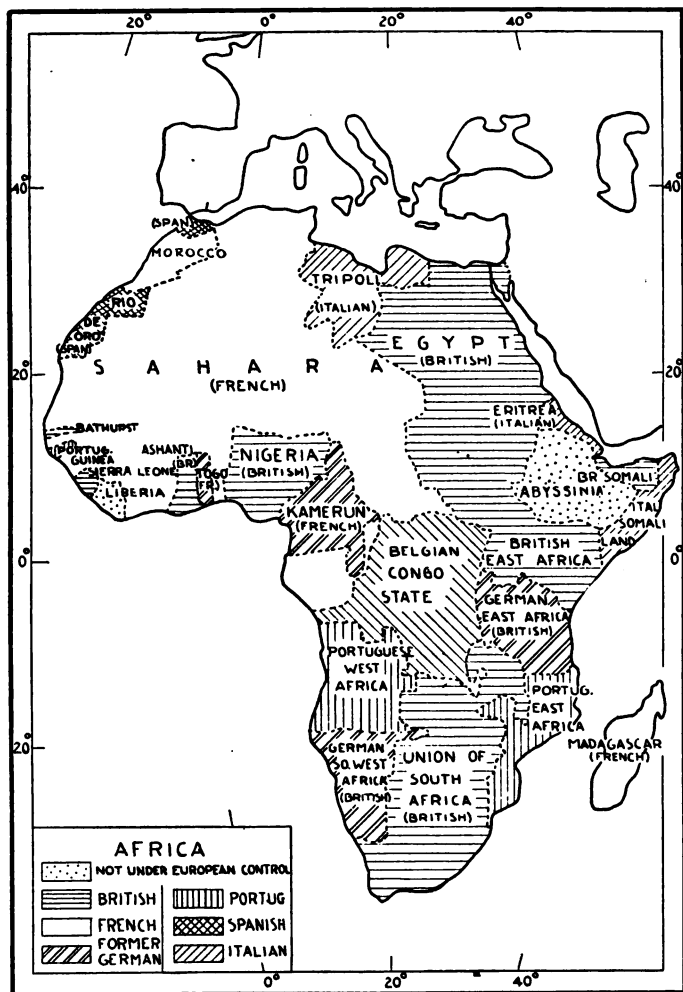 20°
0°
20°
40°
40°
40°
(SPAN)
MOROCCO
TRIPOLI
(ITALIAN)
RIO
DE
ORO
(SPAN)
EGYPT
(BRITISH)
20°
SAHARA
(FRENCH)
20°
ERITREA
(ITALIAN)
BATHURST
PORTUG.
GUINEA
SIERRA LEONE
LIBERIA
ASHANTI
(BR)
TOGO
(FR.)
NIGERIA
(BRITISH)
KAMERUN
(FRENCH)
ABYSSINIA
BR SOMALI
ITAL
SOMALI
LAND
0°
BELGIAN
CONGO
STATE
BRITISH
EAST AFRICA
0°
GERMAN
EAST AFRICA
(BRITISH)
PORTUGUESE
WEST
AFRICA
PORTUG.
EAST
AFRICA
MADAGASCAR
(FRENCH)
20°
GERMAN
SO. WEST
AFRICA
(BRITISH)
UNION OF
SOUTH
AFRICA
(BRITISH)
AFRICA
NOT UNDER EUROPEAN CONTROL
BRITISH
PORTUG
FRENCH
SPANISH
FORMER
GERMAN
ITALIAN
0°
20°
40°